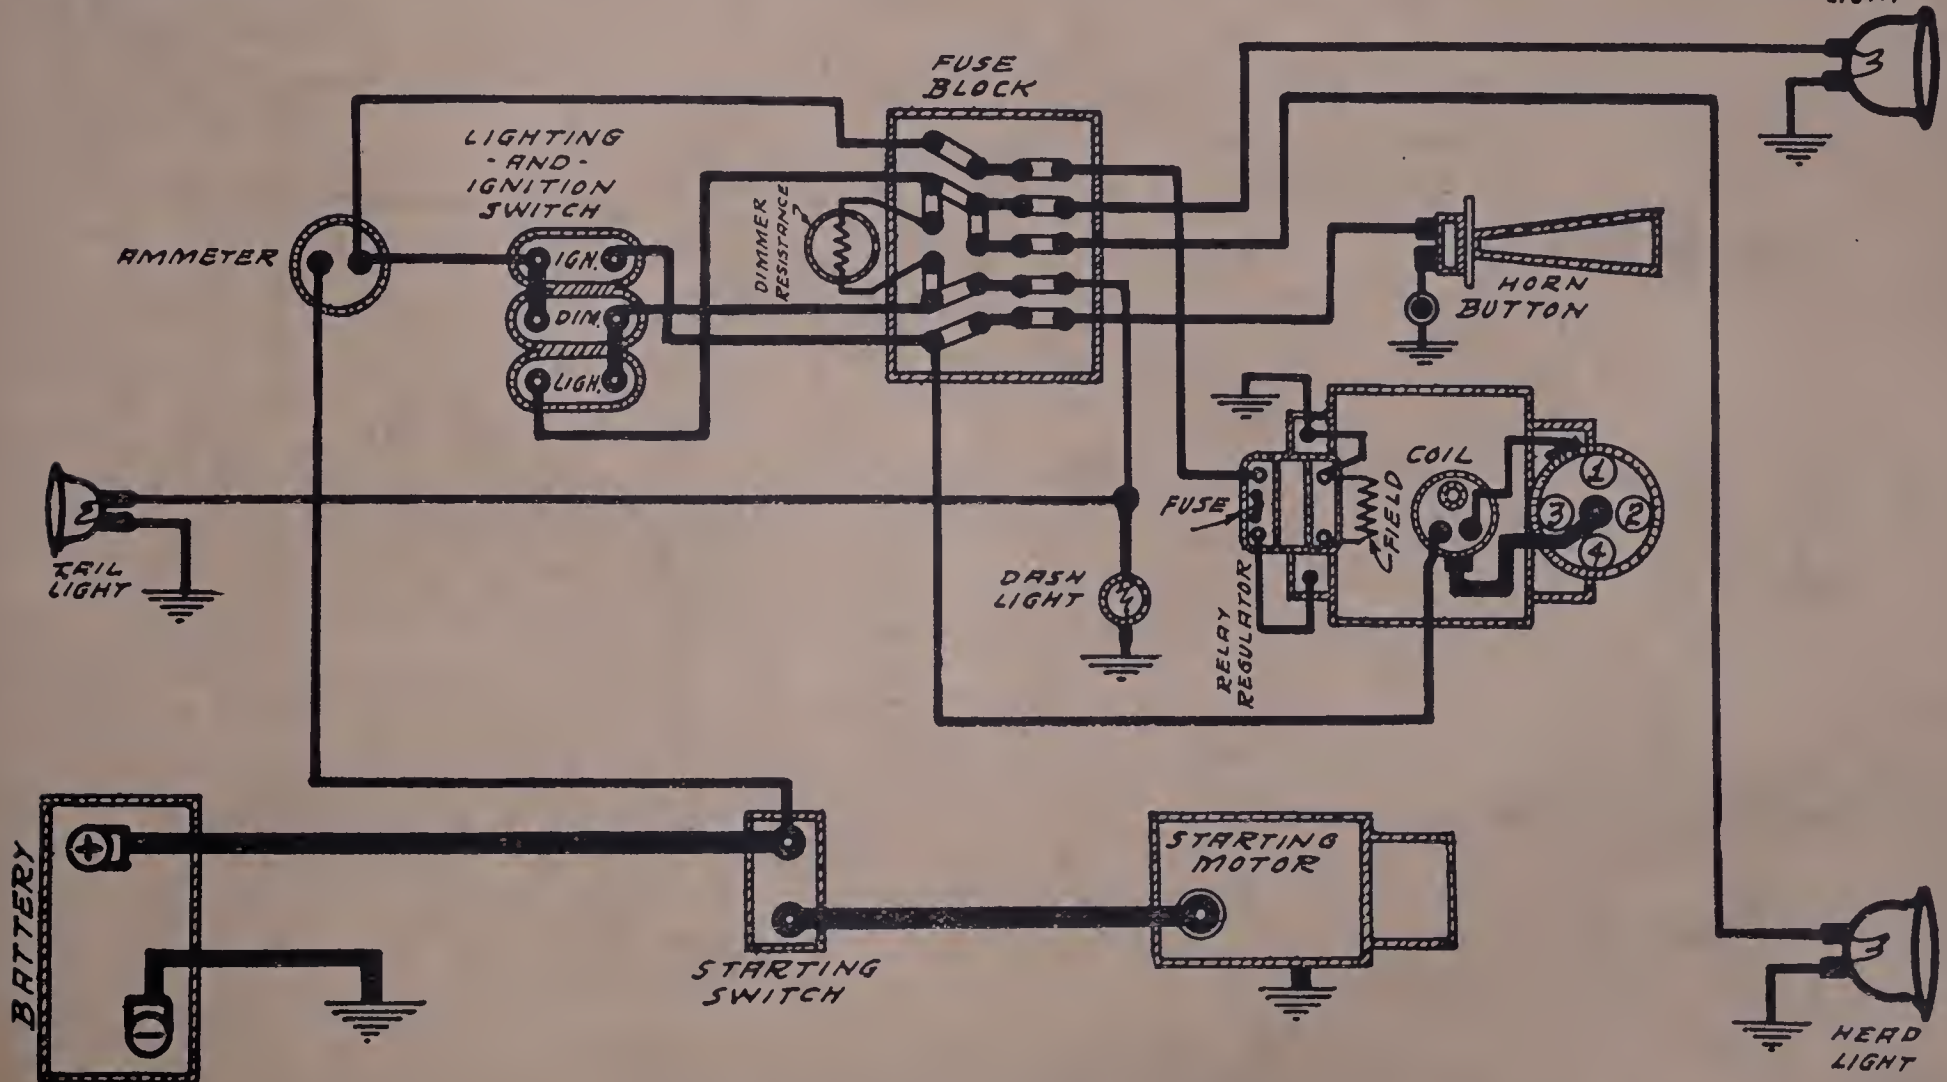 LIGHT
FUSE
BLOCK
LIGHTING
- AND -
IGNITION
SWITCH
DIMMER
RESISTANCE
AMMETER
IGN.
DIM.
LIGH.
HORN
BUTTON
COIL
FUSE
FIELD
1
3
2
4
TAIL
LIGHT
DASH
LIGHT
RELAY
REGULATOR
BATTERY
+
−
STARTING
SWITCH
STARTING
MOTOR
HEAD
LIGHT